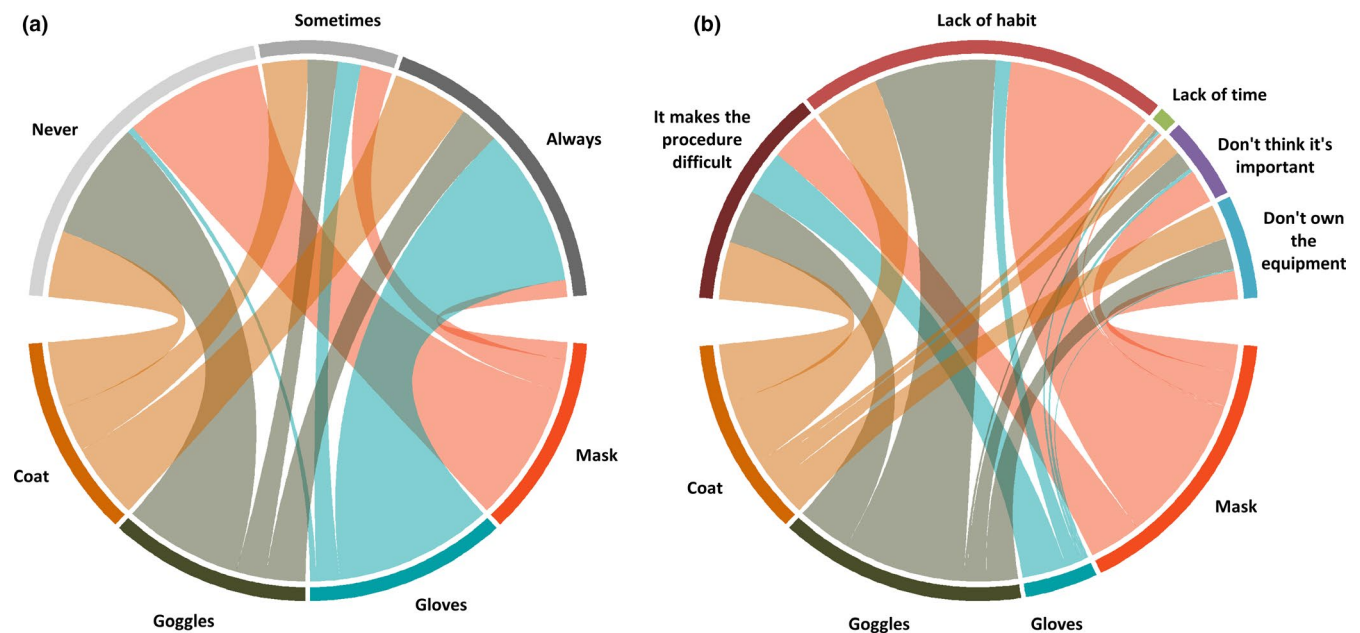 (a)
Sometimes
Never
Always
Coat
Mask
Goggles
Gloves
(b)
Lack of habit
Lack of time
It makes the
procedure
difficult
Don't think it's
important
Don't own
the
equipment
Coat
Mask
Goggles
Gloves